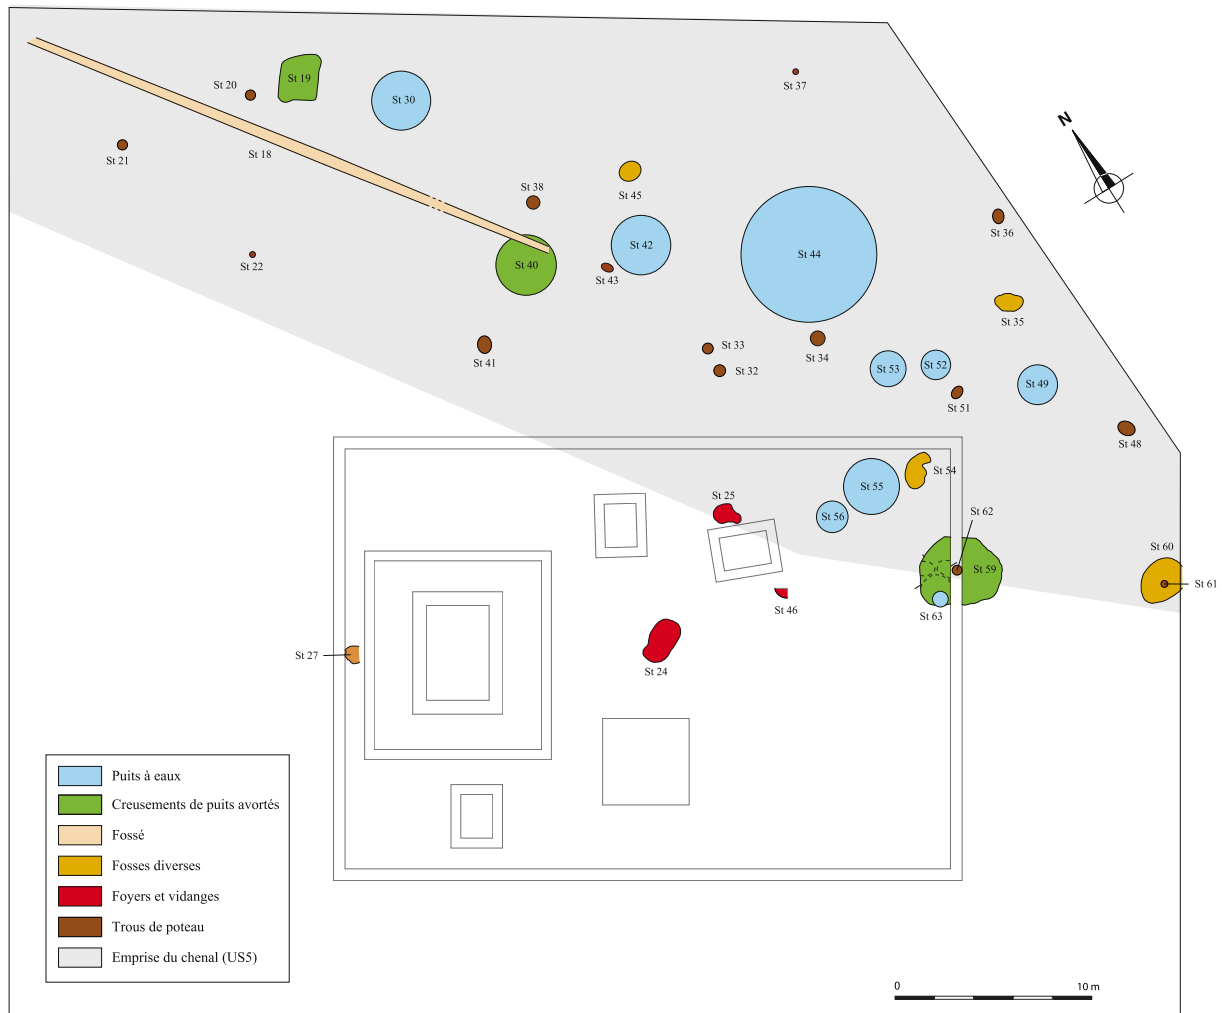 St 19
St 20
St 30
St 37
N
St 21
St 18
St 38
St 45
St 36
St 42
St 44
St 22
St 40
St 43
St 35
St 33
St 34
St 41
St 32
St 53
St 52
St 49
St 51
St 48
St 54
St 55
St 25
St 56
St 62
St 60
St 59
St 61
St 46
St 63
St 27
St 24
Puits à eaux
Creusements de puits avortés
Fossé
Fosses diverses
Foyers et vidanges
Trous de poteau
Emprise du chenal (US5)
0
10 m